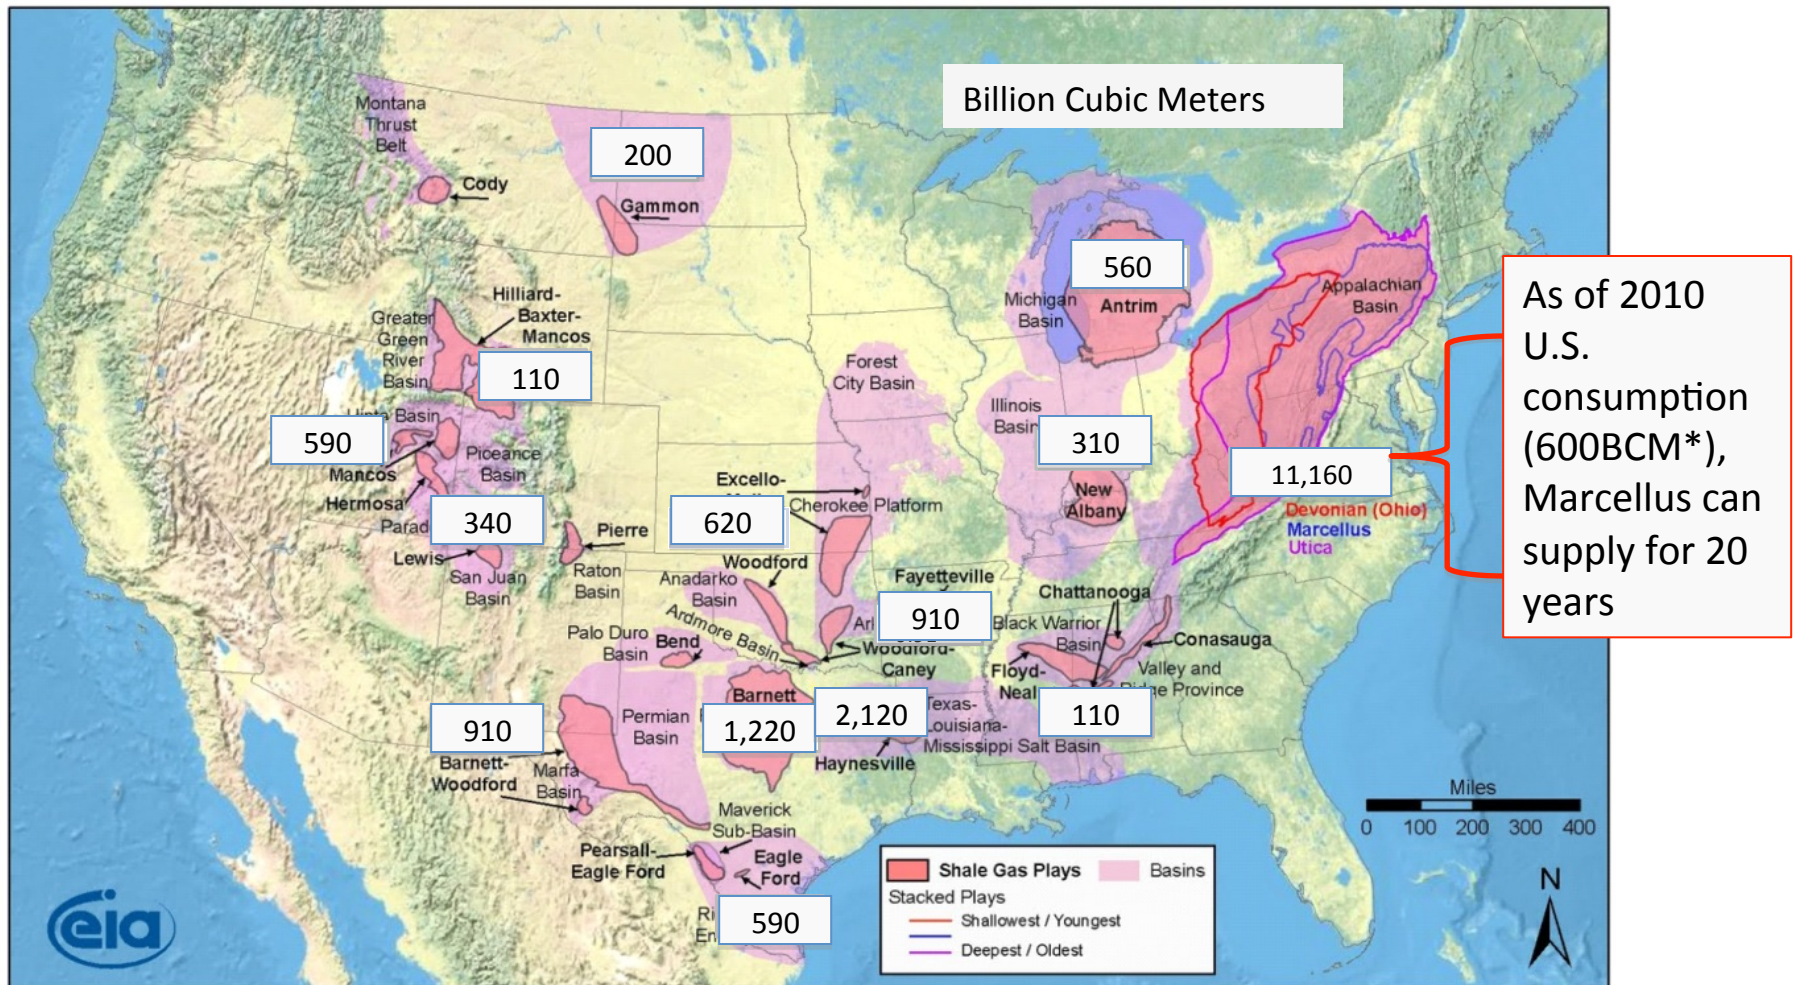 Billion Cubic Meters
Montana
Thrust
Belt
Cody
200
Gammon
Hilliard-
Baxter-
Mancos
Greater
Green
River
Basin
110
560
Michigan
Basin
Antrim
Appalachian
Basin
As of 2010
U.S.
consumption
(600BCM*),
Marcellus can
supply for 20
years
Forest
City Basin
Illinois
Basin
310
Basin
590
Mancos
Hermosa
Piceance
Basin
11,160
Devonian (Ohio)
Marcellus
Utica
New
Albany
Excello-
Cherokee Platform
620
340
Parad
Lewis
San Juan
Basin
Pierre
Raton
Basin
Woodford
Anadarko
Basin
Ardmore Basin
Fayetteville
910
Woodford-
Caney
Chattanooga
Black Warrior
Basin
Conasauga
Valley and
Ridge Province
Floyd-
Neal
110
Palo Duro
Basin
Bend
Barnett
1,220
2,120
Haynesville
Texas-
Louisiana-
Mississippi Salt Basin
Permian
Basin
910
Barnett-
Woodford
Marfa
Basin
Maverick
Sub-Basin
Pearsall-
Eagle Ford
Eagle
Ford
590
Miles
0 100 200 300 400
Shale Gas Plays
Basins
Stacked Plays
Shallowest / Youngest
Deepest / Oldest
N
eia